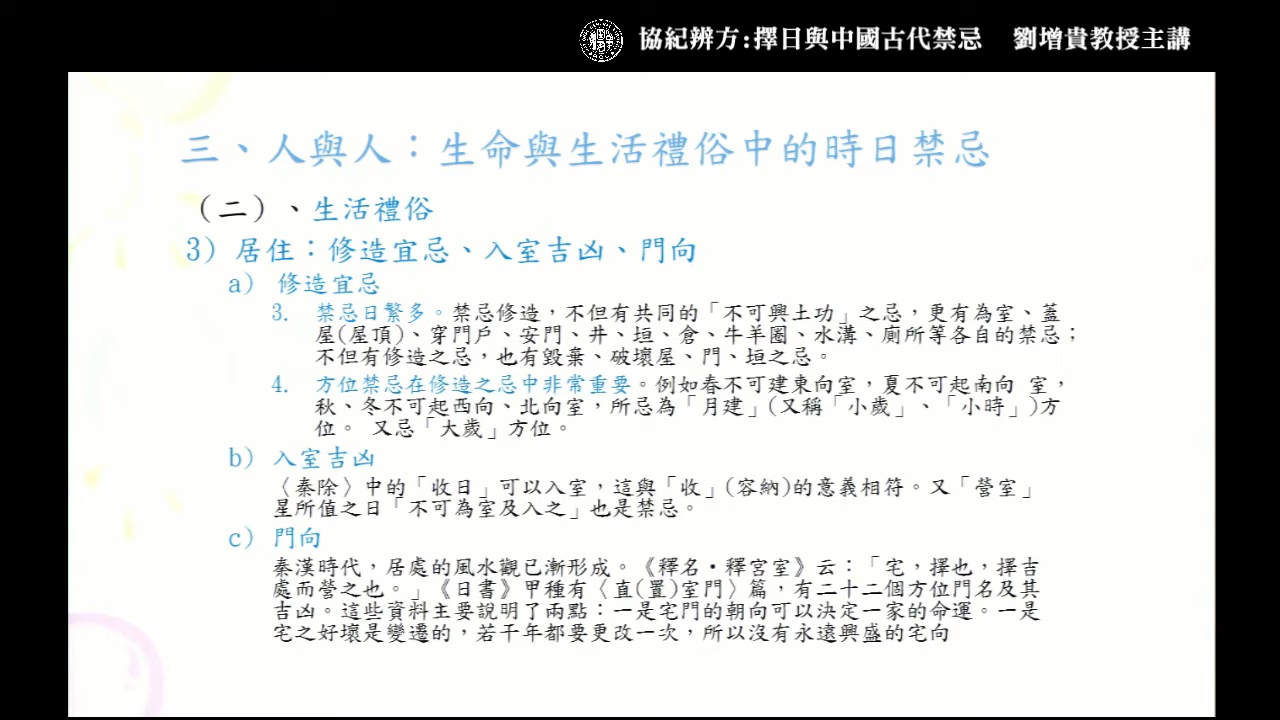 協紀辨方:擇日與中國古代禁忌　劉增貴教授主講
三、人與人：生命與生活禮俗中的時日禁忌
（二）、生活禮俗
3) 居住：修造宜忌、入室吉凶、門向
a) 修造宜忌
3. 禁忌日繁多。禁忌修造，不但有共同的「不可興土功」之忌，更有為室、蓋
屋(屋頂)、穿門戶、安門、井、垣、倉、牛羊圈、水溝、廁所等各自的禁忌；
不但有修造之忌，也有毀棄、破壞屋、門、垣之忌。
4. 方位禁忌在修造之忌中非常重要。例如春不可建東向室，夏不可起南向 室，
秋、冬不可起西向、北向室，所忌為「月建」(又稱「小歲」、「小時」)方
位。 又忌「大歲」方位。
b) 入室吉凶
〈秦除〉中的「收日」可以入室，這與「收」(容納)的意義相符。又「營室」
星所值之日「不可為室及入之」也是禁忌。
c) 門向
秦漢時代，居處的風水觀已漸形成。《釋名‧釋宮室》云：「宅，擇也，擇吉
處而營之也。」《日書》甲種有〈直(置)室門〉篇，有二十二個方位門名及其
吉凶。這些資料主要說明了兩點：一是宅門的朝向可以決定一家的命運。一是
宅之好壞是變遷的，若干年都要更改一次，所以沒有永遠興盛的宅向